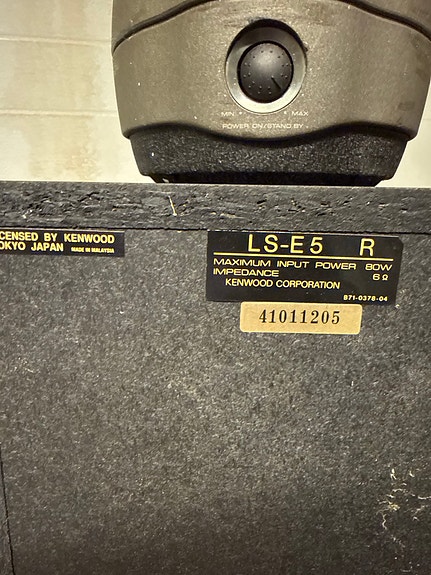 MIN MAX
POWER ON/STAND BY
CENSED BY KENWOOD
OKYO JAPAN MADE IN MALAYSIA
LS-E5 R
MAXIMUM INPUT POWER 80W
IMPEDANCE 6Ω
KENWOOD CORPORATION
B71-0378-04
41011205